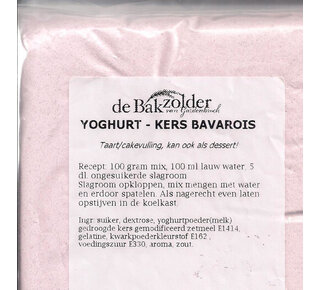 de Bakzolder
van Gastenbuch
YOGHURT - KERS BAVAROIS
Taart/cakevulling, kan ook als dessert!
Recept: 100 gram mix, 100 ml lauw water, 5
dl. ongesuikerde slagroom
Slagroom opkloppen, mix mengen met water
en erdoor spatelen. Als nagerecht even laten
opstijven in de koelkast
Ingr: suiker, dextrose, yoghurtpoeder(melk)
gedroogde kers gemodificeerd zetmeel E1414,
gelatine, kwarkpoederkleurstof E162 ,
voedingszuur E330, aroma, zout.